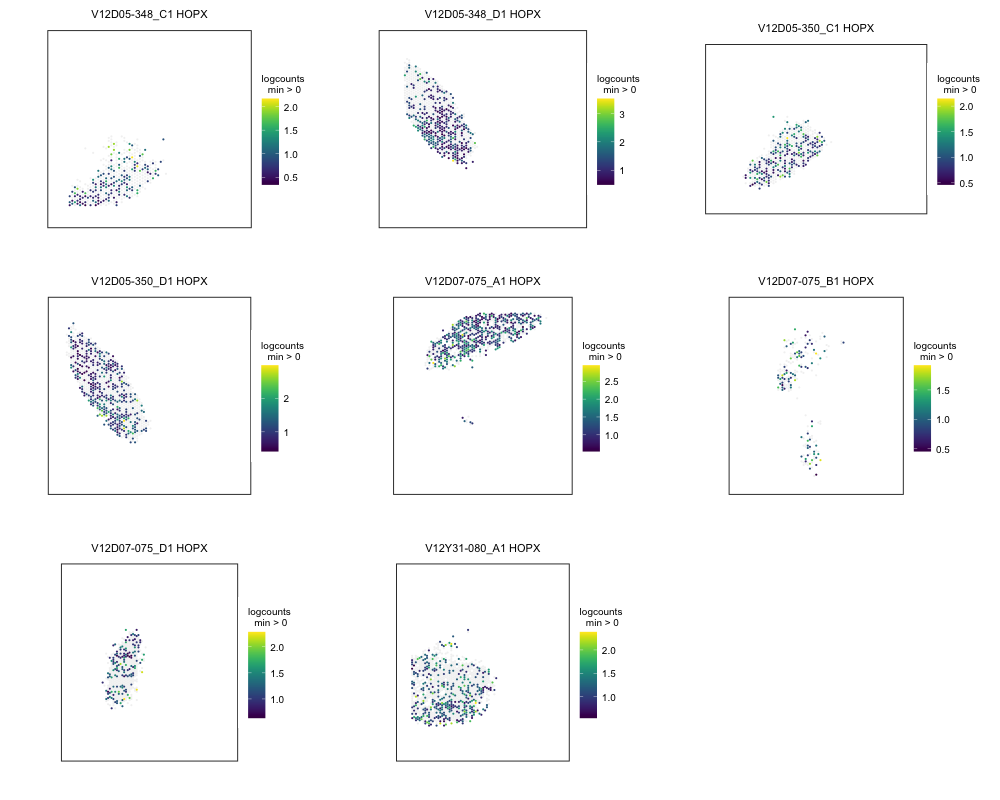 V12D05-348_C1 HOPX
logcounts
min > 0
2.0
1.5
1.0
0.5
V12D05-348_D1 HOPX
logcounts
min > 0
3
2
1
V12D05-350_C1 HOPX
logcounts
min > 0
2.0
1.5
1.0
0.5
V12D05-350_D1 HOPX
logcounts
min > 0
2
1
V12D07-075_A1 HOPX
logcounts
min > 0
2.5
2.0
1.5
1.0
V12D07-075_B1 HOPX
logcounts
min > 0
1.5
1.0
0.5
V12D07-075_D1 HOPX
logcounts
min > 0
2.0
1.5
1.0
V12Y31-080_A1 HOPX
logcounts
min > 0
2.0
1.5
1.0